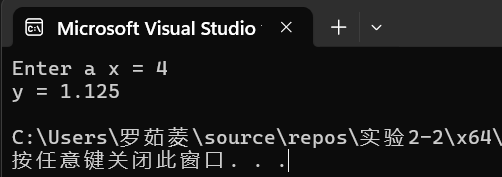 Microsoft Visual Studio
Enter a x = 4
y = 1.125
C:\Users\罗茹菱\source\repos\实验2-2\x64\
按任意键关闭此窗口. . .